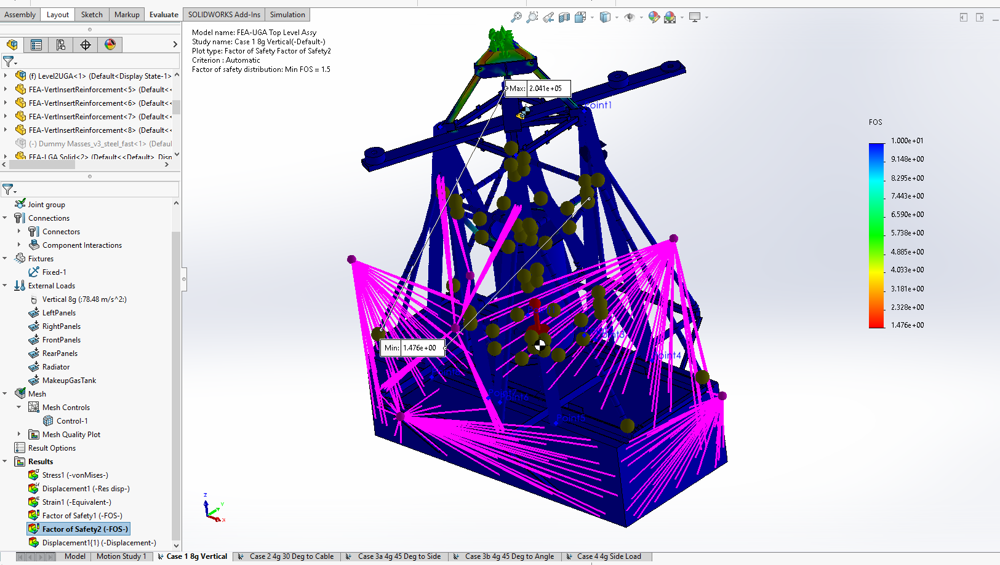 Assembly Layout Sketch Markup Evaluate SOLIDWORKS Add-Ins Simulation
Model name: FEA-UGA Top Level Assy
Study name: Case 1 8g Vertical(-Default-)
Plot type: Factor of Safety Factor of Safety2
Criterion : Automatic
Factor of safety distribution: Min FOS = 1.5
(f) Level2UGA<1> (Default<Display State-1>
FEA-VertInsertReinforcement<5> (Default<
FEA-VertInsertReinforcement<6> (Default<
FEA-VertInsertReinforcement<7> (Default<
FEA-VertInsertReinforcement<8> (Default<
(-) Dummy Masses_v3_steel_fast<1> (Defaul
FEA-LGA Solid<2> (Default<<Default>_Disp
Joint group
Connections
Connectors
Component Interactions
Fixtures
Fixed-1
External Loads
Vertical 8g (:78.48 m/s^2:)
LeftPanels
RightPanels
FrontPanels
RearPanels
Radiator
MakeupGasTank
Mesh
Mesh Controls
Control-1
Mesh Quality Plot
Result Options
Results
Stress1 (-vonMises-)
Displacement1 (-Res disp-)
Strain1 (-Equivalent-)
Factor of Safety1 (-FOS-)
Factor of Safety2 (-FOS-)
Displacement1{1} (-Displacement-)
Max: 2.041e+05
Point1
Min: 1.476e+00
Point4
Point6
Point5
z
Y
X
FOS
1.000e+01
9.148e+00
8.295e+00
7.443e+00
6.590e+00
5.738e+00
4.885e+00
4.033e+00
3.181e+00
2.328e+00
1.476e+00
Model Motion Study 1 Case 1 8g Vertical Case 2 4g 30 Deg to Cable Case 3a 4g 45 Deg to Side Case 3b 4g 45 Deg to Angle Case 4 4g Side Load